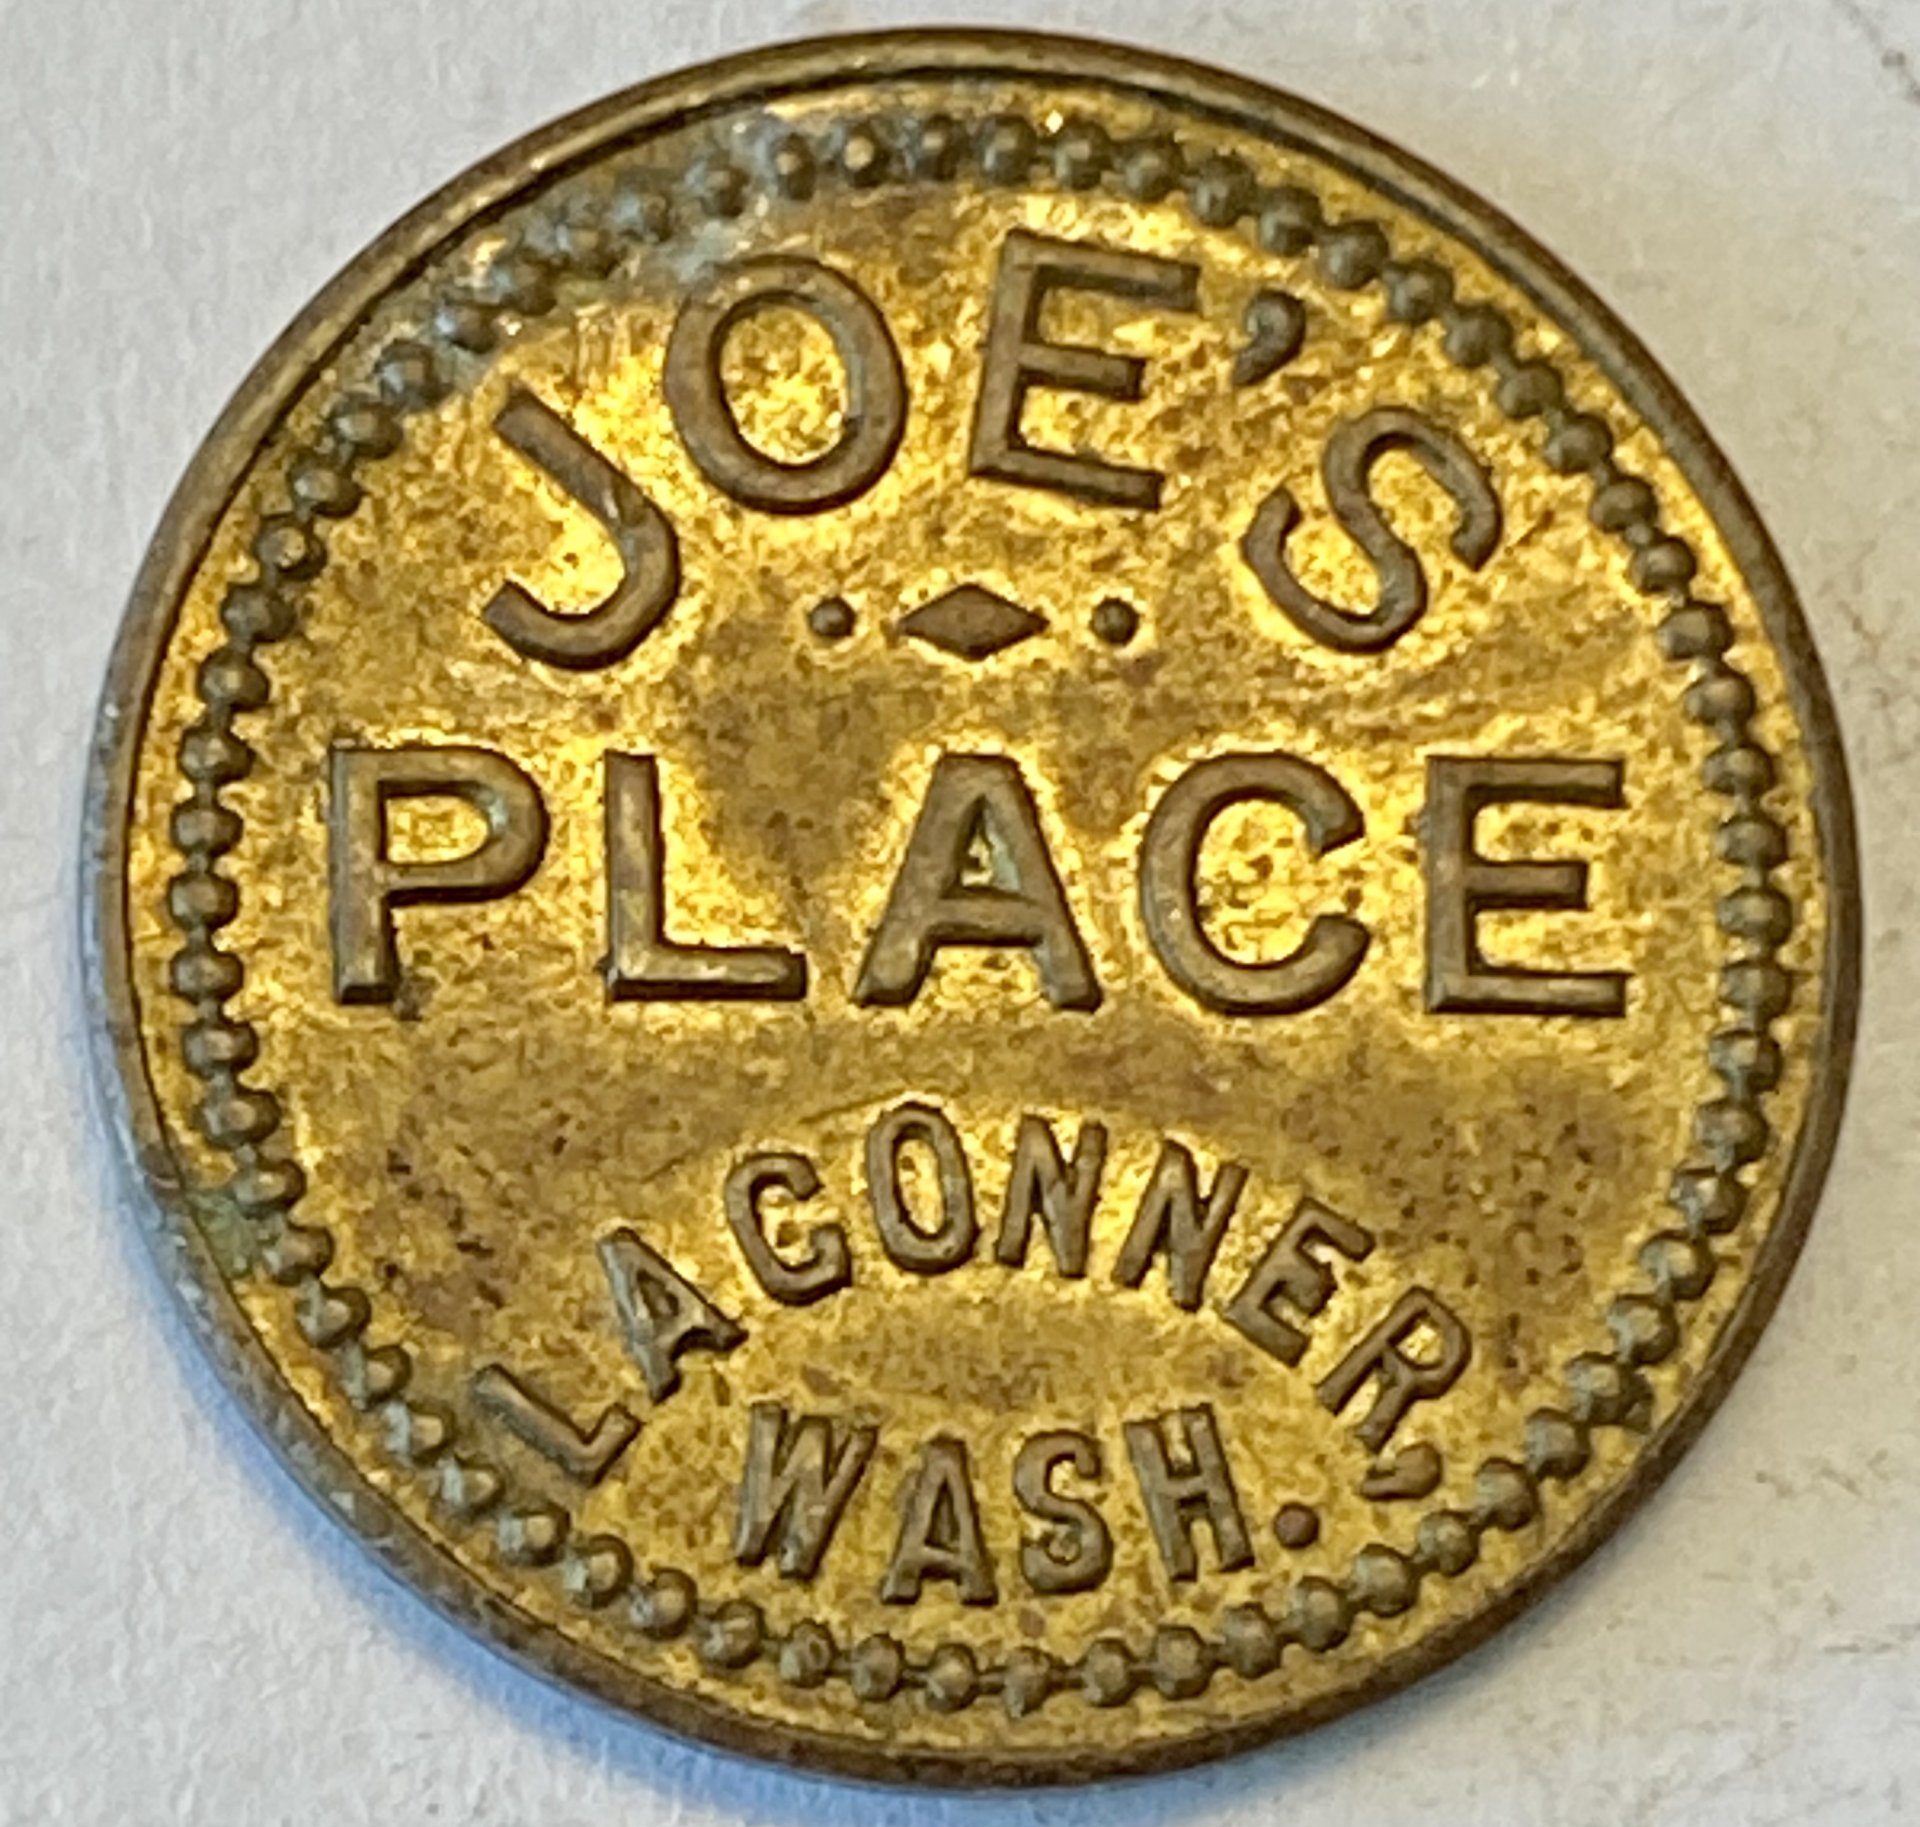 JOE'S
PLACE
LA CONNER,
WASH.